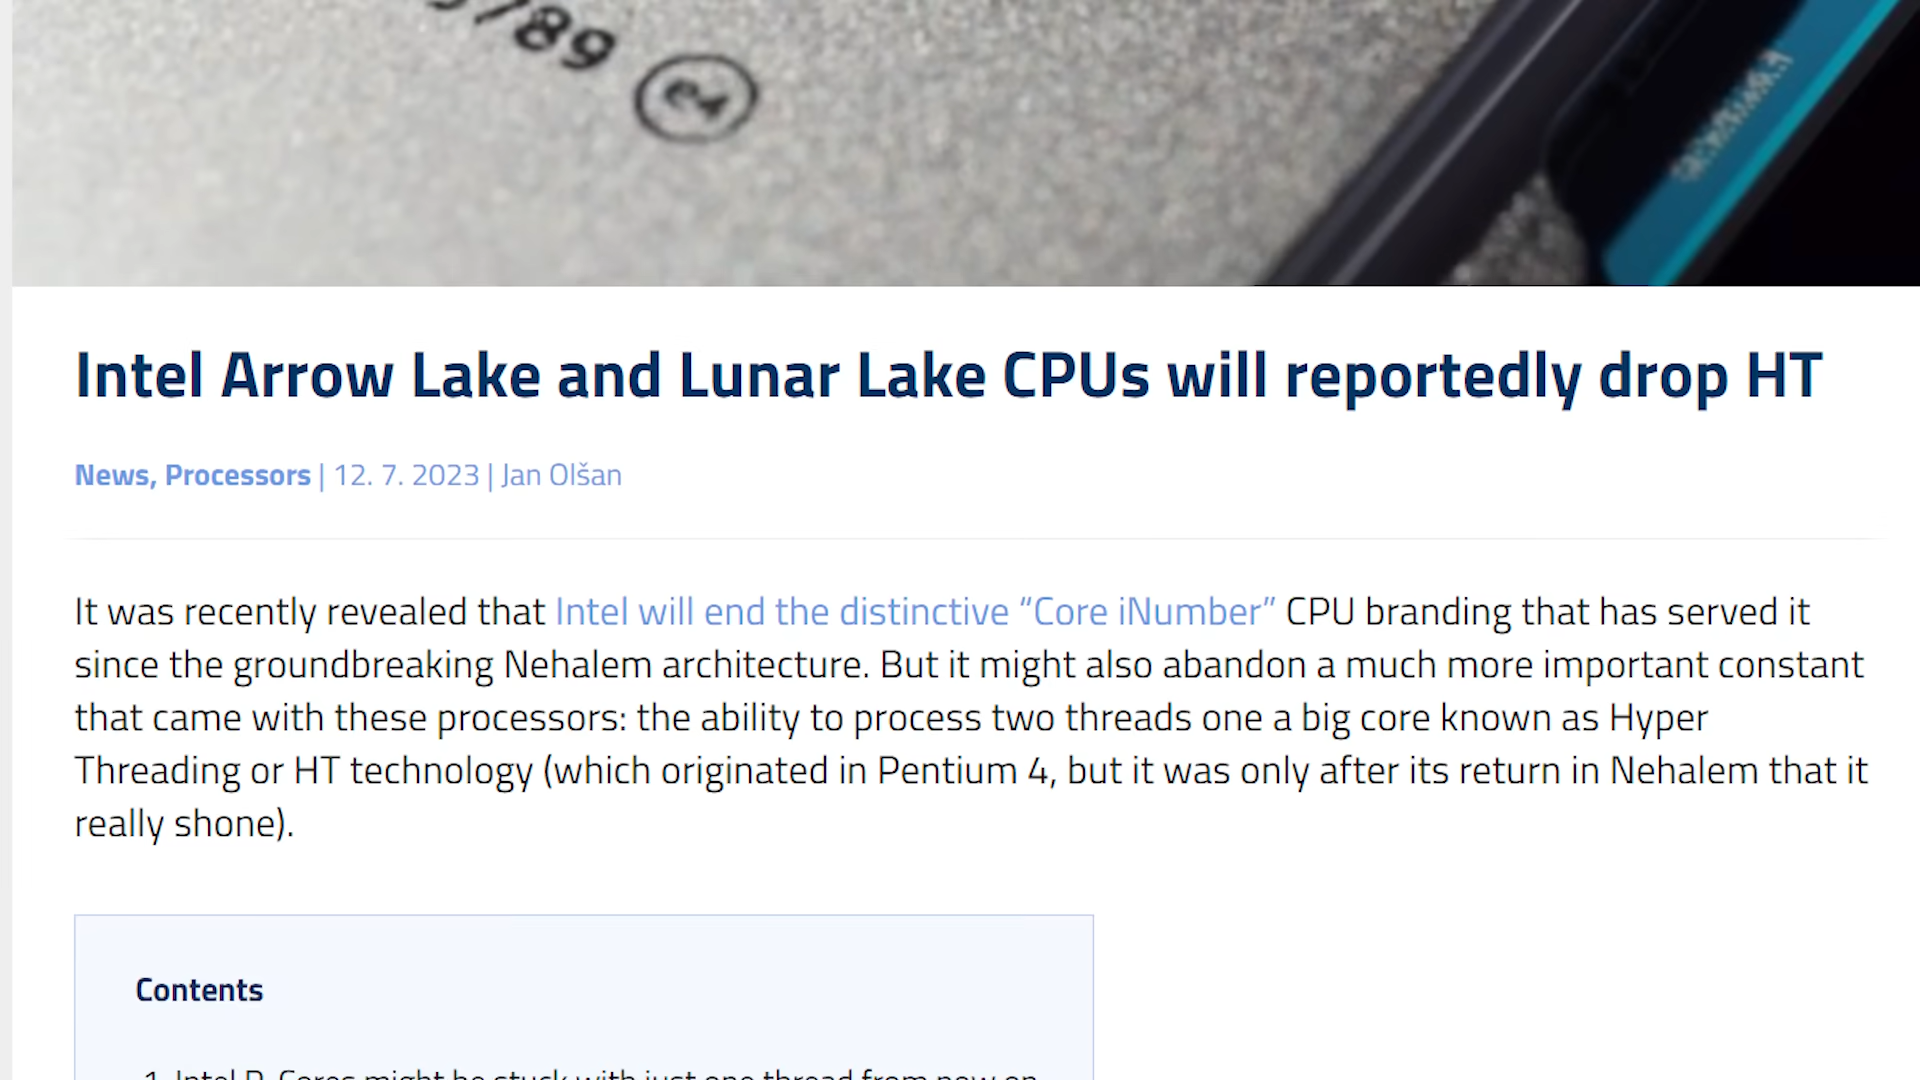 789 e4
Intel Arrow Lake and Lunar Lake CPUs will reportedly drop HT
News, Processors | 12. 7. 2023 | Jan Olšan
It was recently revealed that Intel will end the distinctive “Core iNumber” CPU branding that has served it
since the groundbreaking Nehalem architecture. But it might also abandon a much more important constant
that came with these processors: the ability to process two threads one a big core known as Hyper
Threading or HT technology (which originated in Pentium 4, but it was only after its return in Nehalem that it
really shone).
Contents
1. Intel P-Cores might be stuck with just one thread from now on